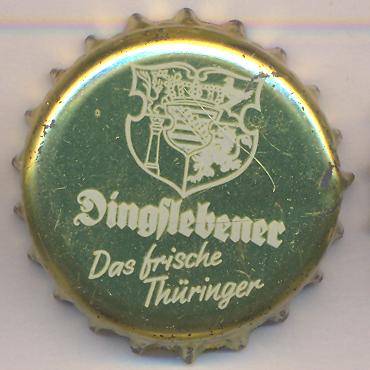 Dingslebener
Das frische
Thüringer